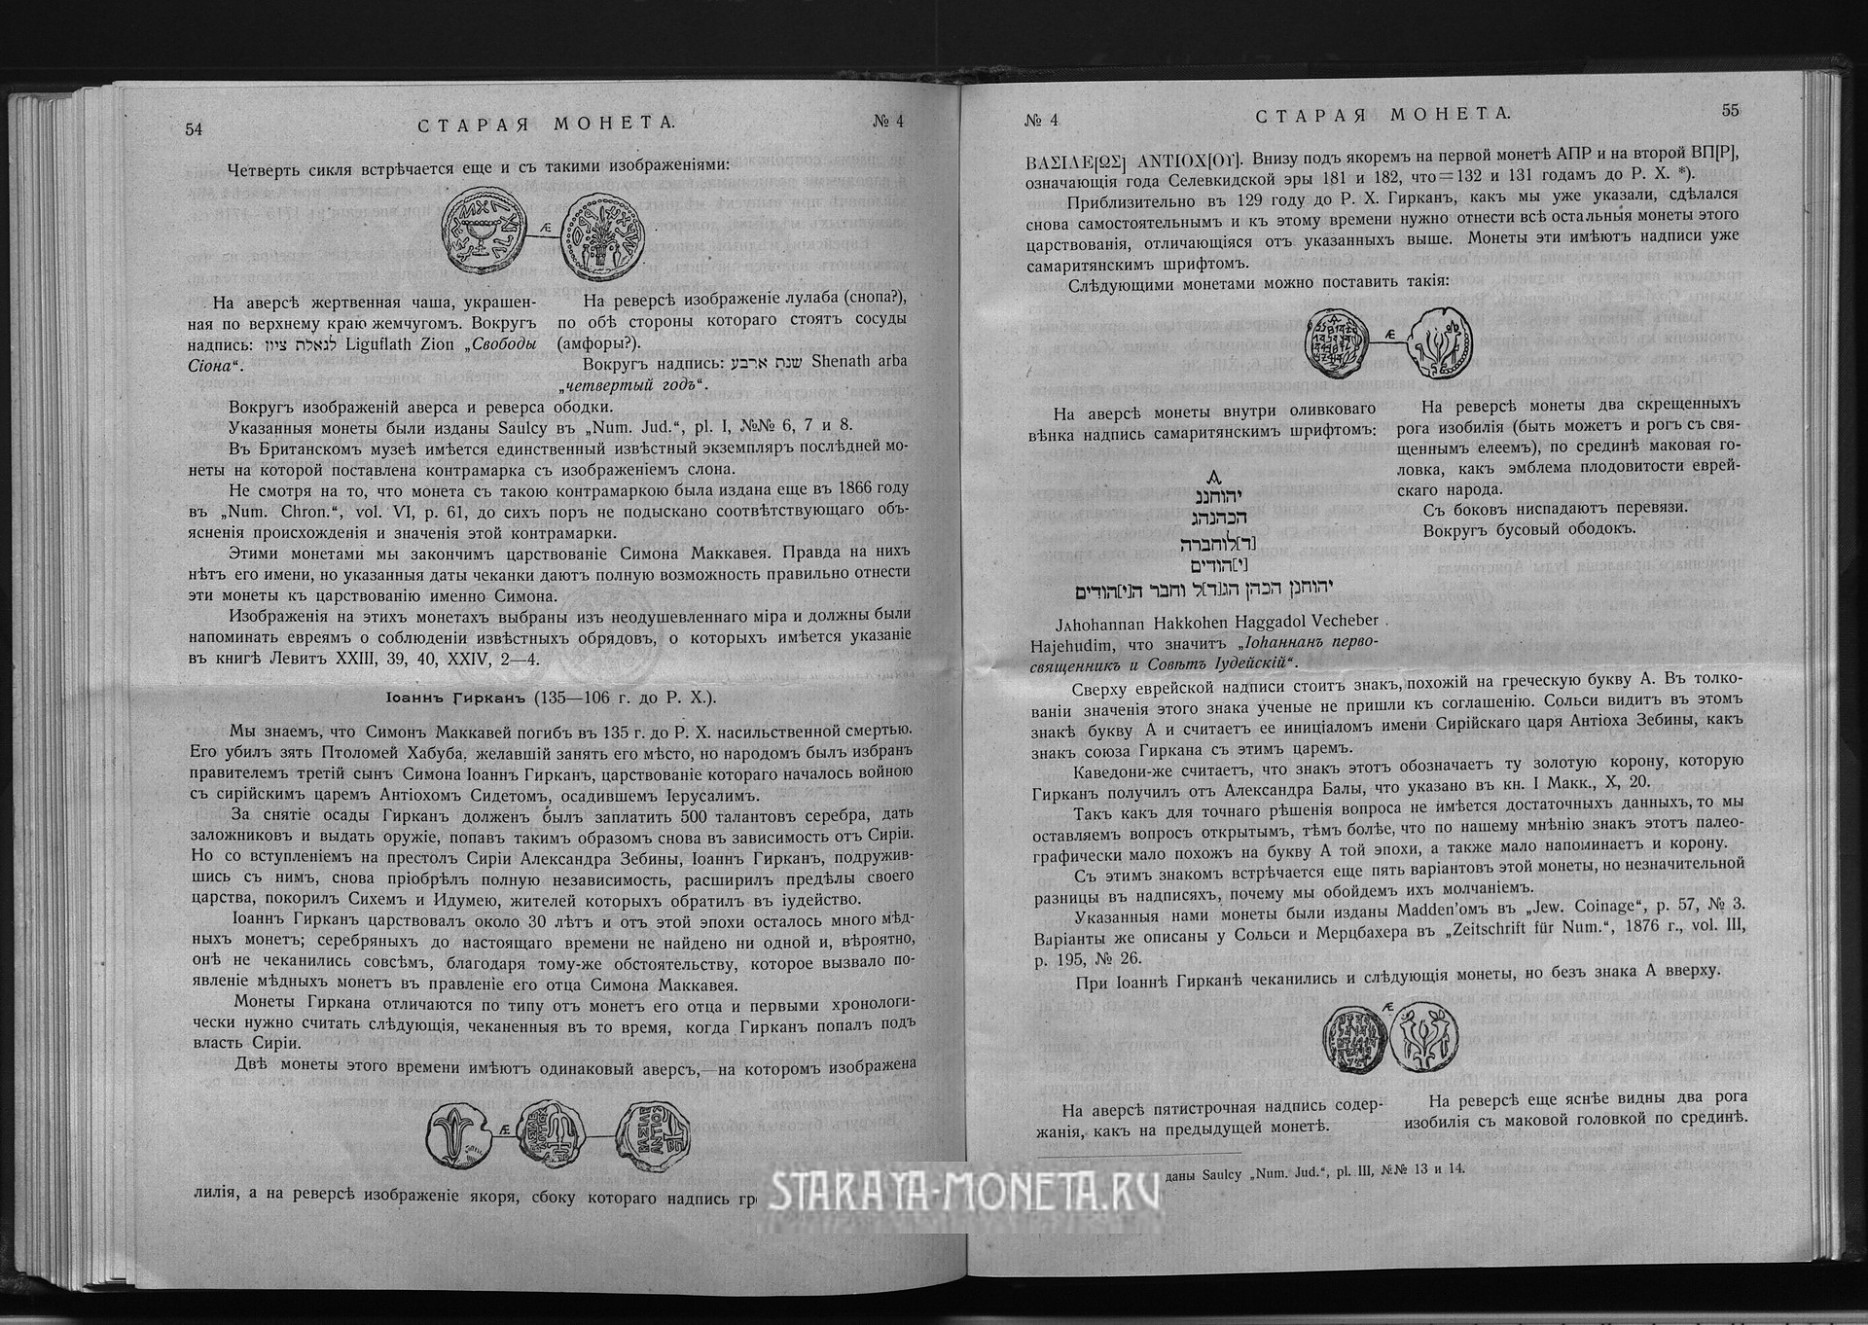 54
СТАРАЯ МОНЕТА.
№ 4
Четверть сикля встрѣчается еще и съ такими изображеніями:
Æ
На аверсѣ жертвенная чаша, украшен-
ная по верхнему краю жемчугомъ. Вокругъ
надпись: לגאלת ציון Liguflath Zion „Свободы
Сіона“.
На реверсѣ изображеніе лулаба (снопа?),
по обѣ стороны котораго стоятъ сосуды
(амфоры?).
Вокругъ надпись: שנת ארבע Shenath arba
„четвертый годъ“.
Вокругъ изображеній аверса и реверса ободки.
Указанныя монеты были изданы Saulcy въ „Num. Jud.“, pl. I, №№ 6, 7 и 8.
Въ Британскомъ музеѣ имѣется единственный извѣстный экземпляръ послѣдней мо-
неты на которой поставлена контрамарка съ изображеніемъ слона.
Не смотря на то, что монета съ такою контрамаркою была издана еще въ 1866 году
въ „Num. Chron.“, vol. VI, p. 61, до сихъ поръ не подыскано соотвѣтствующаго объ-
ясненія происхожденія и значенія этой контрамарки.
Этими монетами мы закончимъ царствованіе Симона Маккавея. Правда на нихъ
нѣтъ его имени, но указанныя даты чеканки даютъ полную возможность правильно отнести
эти монеты къ царствованію именно Симона.
Изображенія на этихъ монетахъ выбраны изъ неодушевленнаго міра и должны были
напоминать евреямъ о соблюденіи извѣстныхъ обрядовъ, о которыхъ имѣется указаніе
въ книгѣ Левитъ XXIII, 39, 40, XXIV, 2—4.
Іоаннъ Гирканъ (135—106 г. до Р. Х.).
Мы знаемъ, что Симонъ Маккавей погибъ въ 135 г. до Р. Х. насильственной смертью.
Его убилъ зять Птоломей Хабуба, желавшій занять его мѣсто, но народомъ былъ избранъ
правителемъ третій сынъ Симона Іоаннъ Гирканъ, царствованіе котораго началось войною
съ сирійскимъ царемъ Антіохомъ Сидетомъ, осадившемъ Іерусалимъ.
За снятіе осады Гирканъ долженъ былъ заплатить 500 талантовъ серебра, дать
заложниковъ и выдать оружіе, попавъ такимъ образомъ снова въ зависимость отъ Сиріи.
Но со вступленіемъ на престолъ Сиріи Александра Зебины, Іоаннъ Гирканъ, подружив-
шись съ нимъ, снова пріобрѣлъ полную независимость, расширилъ предѣлы своего
царства, покорилъ Сихемъ и Идумею, жителей которыхъ обратилъ въ іудейство.
Іоаннъ Гирканъ царствовалъ около 30 лѣтъ и отъ этой эпохи осталось много мѣд-
ныхъ монетъ; серебряныхъ до настоящаго времени не найдено ни одной и, вѣроятно,
онѣ не чеканились совсѣмъ, благодаря тому-же обстоятельству, которое вызвало по-
явленіе мѣдныхъ монетъ въ правленіе его отца Симона Маккавея.
Монеты Гиркана отличаются по типу отъ монетъ его отца и первыми хронологи-
чески нужно считать слѣдующія, чеканенныя въ то время, когда Гирканъ попалъ подъ
власть Сиріи.
Двѣ монеты этого времени имѣютъ одинаковый аверсъ,—на которомъ изображена
Æ
лилія, а на реверсѣ изображеніе якоря, сбоку котораго надпись
№ 4
СТАРАЯ МОНЕТА.
55
ΒΑΣΙΛΕ[ΩΣ] ΑΝΤΙΟΧ[ΟΥ]. Внизу подъ якоремъ на первой монетѣ АПР и на второй ВП[Р],
означающія года Селевкидской эры 181 и 182, что=132 и 131 годамъ до Р. Х. *).
Приблизительно въ 129 году до Р. Х. Гирканъ, какъ мы уже указали, сдѣлался
снова самостоятельнымъ и къ этому времени нужно отнести всѣ остальныя монеты этого
царствованія, отличающіяся отъ указанныхъ выше. Монеты эти имѣютъ надписи уже
самаритянскимъ шрифтомъ.
Слѣдующими монетами можно поставить такія:
Æ
На аверсѣ монеты внутри оливковаго
вѣнка надпись самаритянскимъ шрифтомъ:
A
יהוחננ
הכהנהג
[ד]לוחברה
[י]הודים
יהוחנן הכהן הג[ד]ל וחבר ה[י]הודים
JAhohannan Hakkohen Haggadol Vecheber
Hajehudim, что значитъ „Іоhаннанъ перво-
священникъ и Совѣтъ Іудейскій“.
На реверсѣ монеты два скрещенныхъ
рога изобилія (быть можетъ и рогъ съ свя-
щеннымъ елеемъ), по срединѣ маковая го-
ловка, какъ эмблема плодовитости еврей-
скаго народа.
Съ боковъ ниспадаютъ перевязи.
Вокругъ бусовый ободокъ.
Сверху еврейской надписи стоитъ знакъ, похожій на греческую букву А. Въ толко-
ваніи значенія этого знака ученые не пришли къ соглашенію. Сольси видитъ въ этомъ
знакѣ букву А и считаетъ ее иниціаломъ имени Сирійскаго царя Антіоха Зебины, какъ
знакъ союза Гиркана съ этимъ царемъ.
Каведони-же считаетъ, что знакъ этотъ обозначаетъ ту золотую корону, которую
Гирканъ получилъ отъ Александра Балы, что указано въ кн. I Макк., X, 20.
Такъ какъ для точнаго рѣшенія вопроса не имѣется достаточныхъ данныхъ, то мы
оставляемъ вопросъ открытымъ, тѣмъ болѣе, что по нашему мнѣнію знакъ этотъ палео-
графически мало похожъ на букву А той эпохи, а также мало напоминаетъ и корону.
Съ этимъ знакомъ встрѣчается еще пять варіантовъ этой монеты, но незначительной
разницы въ надписяхъ, почему мы обойдемъ ихъ молчаніемъ.
Указанныя нами монеты были изданы Madden'омъ въ „Jew. Coinage“, p. 57, № 3.
Варіанты же описаны у Сольси и Мерцбахера въ „Zeitschrift für Num.“, 1876 г., vol. III,
p. 195, № 26.
При Іоаннѣ Гирканѣ чеканились и слѣдующія монеты, но безъ знака А вверху.
Æ
На аверсѣ пятистрочная надпись содер-
жанія, какъ на предыдущей монетѣ.
На реверсѣ еще яснѣе видны два рога
изобилія съ маковой головкой по срединѣ.
даны Saulcy „Num. Jud.“, pl. III, №№ 13 и 14.
STARAYA-MONETA.RU